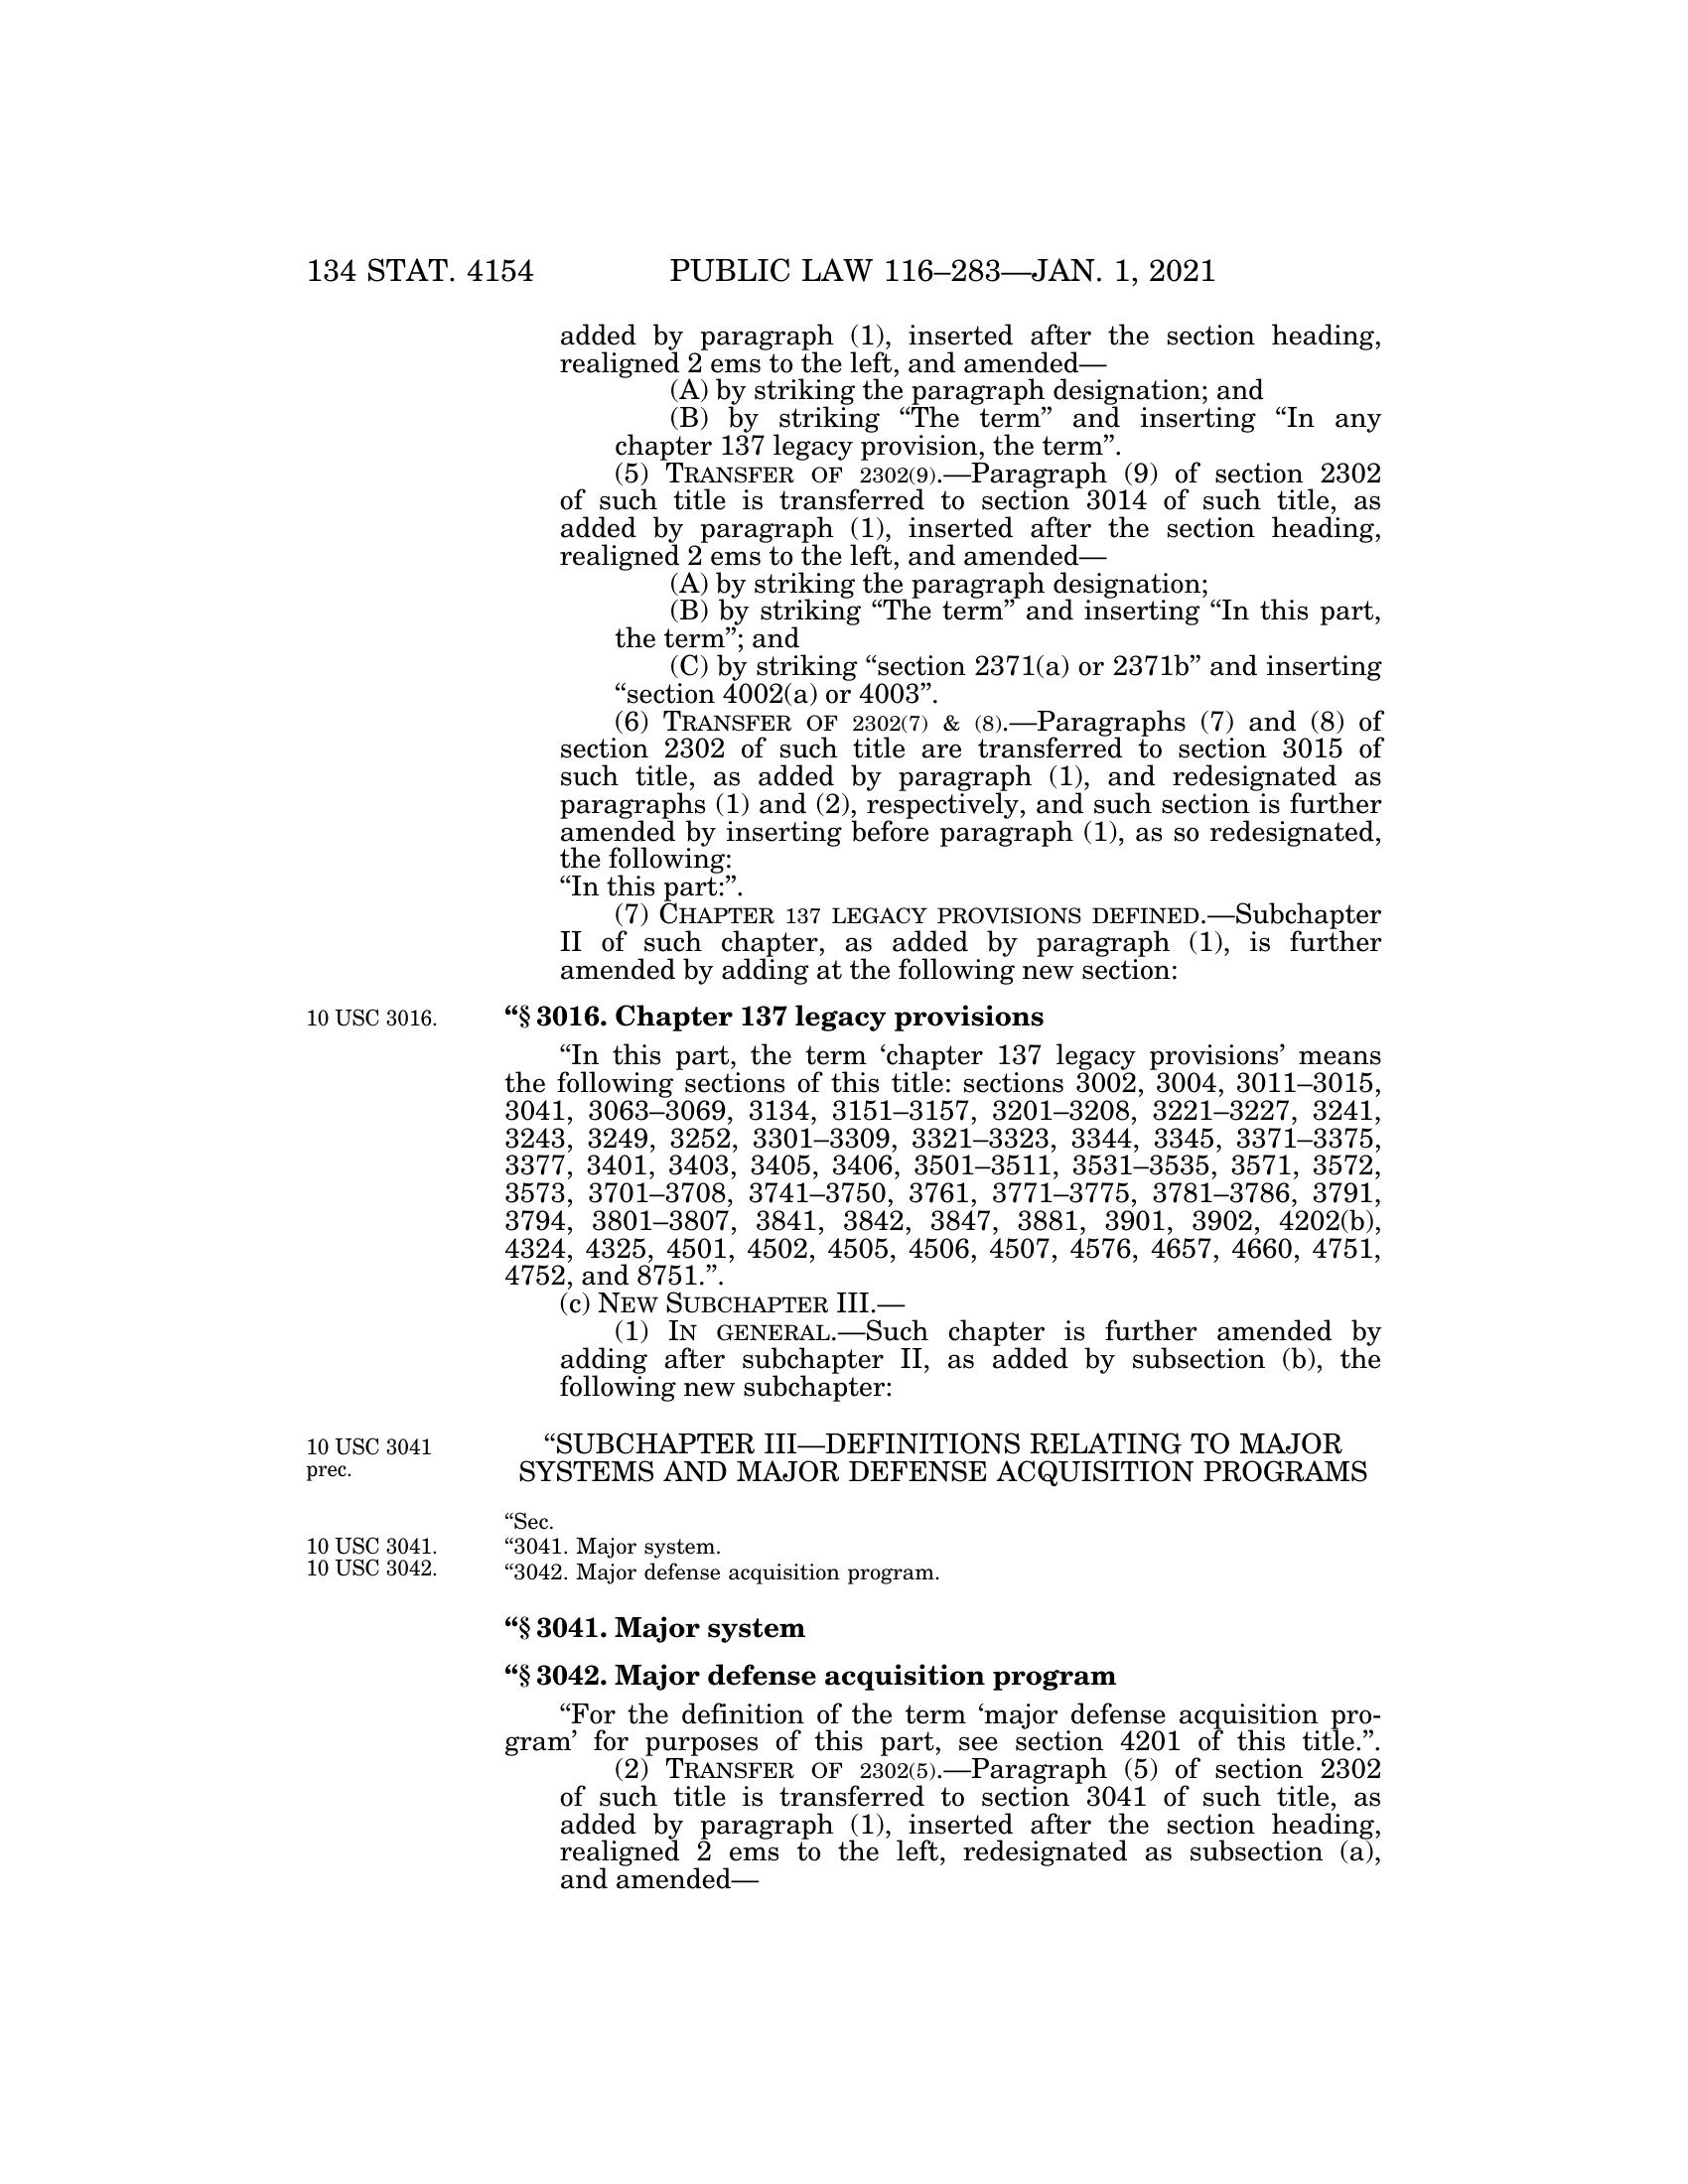 134 STAT. 4154 PUBLIC LAW 116–283—JAN. 1, 2021
added by paragraph (1), inserted after the section heading,
realigned 2 ems to the left, and amended—
(A) by striking the paragraph designation; and
(B) by striking “The term” and inserting “In any
chapter 137 legacy provision, the term”.
(5) TRANSFER OF 2302(9).—Paragraph (9) of section 2302
of such title is transferred to section 3014 of such title, as
added by paragraph (1), inserted after the section heading,
realigned 2 ems to the left, and amended—
(A) by striking the paragraph designation;
(B) by striking “The term” and inserting “In this part,
the term”; and
(C) by striking “section 2371(a) or 2371b” and inserting
“section 4002(a) or 4003”.
(6) TRANSFER OF 2302(7) & (8).—Paragraphs (7) and (8) of
section 2302 of such title are transferred to section 3015 of
such title, as added by paragraph (1), and redesignated as
paragraphs (1) and (2), respectively, and such section is further
amended by inserting before paragraph (1), as so redesignated,
the following:
“In this part:”.
(7) CHAPTER 137 LEGACY PROVISIONS DEFINED.—Subchapter
II of such chapter, as added by paragraph (1), is further
amended by adding at the following new section:
10 USC 3016. “§ 3016. Chapter 137 legacy provisions
“In this part, the term ‘chapter 137 legacy provisions’ means
the following sections of this title: sections 3002, 3004, 3011–3015,
3041, 3063–3069, 3134, 3151–3157, 3201–3208, 3221–3227, 3241,
3243, 3249, 3252, 3301–3309, 3321–3323, 3344, 3345, 3371–3375,
3377, 3401, 3403, 3405, 3406, 3501–3511, 3531–3535, 3571, 3572,
3573, 3701–3708, 3741–3750, 3761, 3771–3775, 3781–3786, 3791,
3794, 3801–3807, 3841, 3842, 3847, 3881, 3901, 3902, 4202(b),
4324, 4325, 4501, 4502, 4505, 4506, 4507, 4576, 4657, 4660, 4751,
4752, and 8751.”.
(c) NEW SUBCHAPTER III.—
(1) IN GENERAL.—Such chapter is further amended by
adding after subchapter II, as added by subsection (b), the
following new subchapter:
10 USC 3041 “SUBCHAPTER III—DEFINITIONS RELATING TO MAJOR
prec. SYSTEMS AND MAJOR DEFENSE ACQUISITION PROGRAMS
“Sec.
10 USC 3041. “3041. Major system.
10 USC 3042. “3042. Major defense acquisition program.
“§ 3041. Major system
“§ 3042. Major defense acquisition program
“For the definition of the term ‘major defense acquisition pro-
gram’ for purposes of this part, see section 4201 of this title.”.
(2) TRANSFER OF 2302(5).—Paragraph (5) of section 2302
of such title is transferred to section 3041 of such title, as
added by paragraph (1), inserted after the section heading,
realigned 2 ems to the left, redesignated as subsection (a),
and amended—